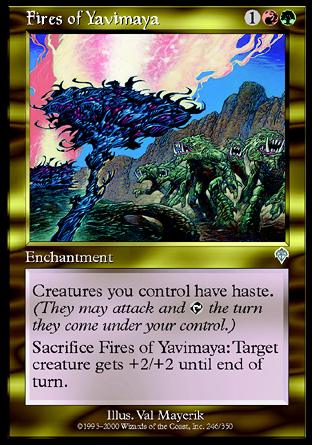 Fires of Yavimaya 1
Enchantment
Creatures you control have haste.
(They may attack and the turn
they come under your control.)
Sacrifice Fires of Yavimaya: Target
creature gets +2/+2 until end of
turn.
Illus. Val Mayerik
©1993-2000 Wizards of the Coast, Inc. 246/350